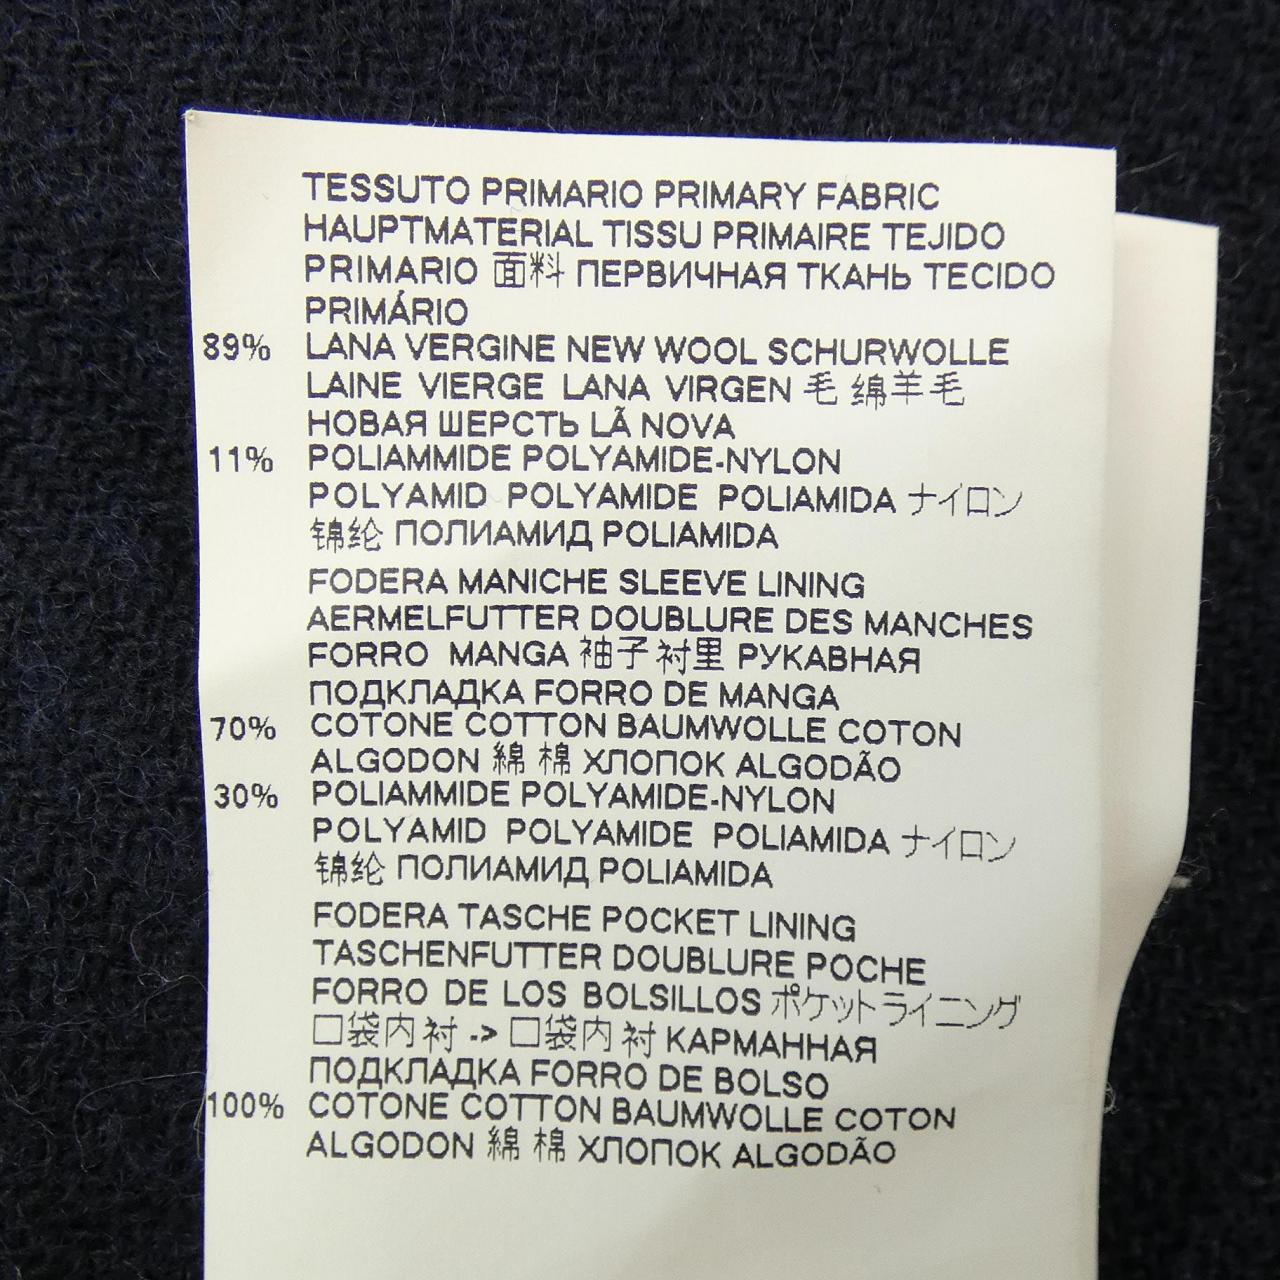 TESSUTO PRIMARIO PRIMARY FABRIC
HAUPTMATERIAL TISSU PRIMAIRE TEJIDO
PRIMARIO 面料 ПЕРВИЧНАЯ ТКАНЬ TECIDO
PRIMÁRIO
89% LANA VERGINE NEW WOOL SCHURWOLLE
LAINE VIERGE LANA VIRGEN 毛 绵羊毛
НОВАЯ ШЕРСТЬ LÃ NOVA
11% POLIAMMIDE POLYAMIDE-NYLON
POLYAMID POLYAMIDE POLIAMIDA ナイロン
锦纶 ПОЛИАМИД POLIAMIDA
FODERA MANICHE SLEEVE LINING
AERMELFUTTER DOUBLURE DES MANCHES
FORRO MANGA 袖子衬里 РУКАВНАЯ
ПОДКЛАДКА FORRO DE MANGA
70% COTONE COTTON BAUMWOLLE COTON
ALGODON 綿 棉 ХЛОПОК ALGODÃO
30% POLIAMMIDE POLYAMIDE-NYLON
POLYAMID POLYAMIDE POLIAMIDA ナイロン
锦纶 ПОЛИАМИД POLIAMIDA
FODERA TASCHE POCKET LINING
TASCHENFUTTER DOUBLURE POCHE
FORRO DE LOS BOLSILLOS ポケットライニング
口袋内衬 -> 口袋内衬 КАРМАННАЯ
ПОДКЛАДКА FORRO DE BOLSO
100% COTONE COTTON BAUMWOLLE COTON
ALGODON 綿 棉 ХЛОПОК ALGODÃO